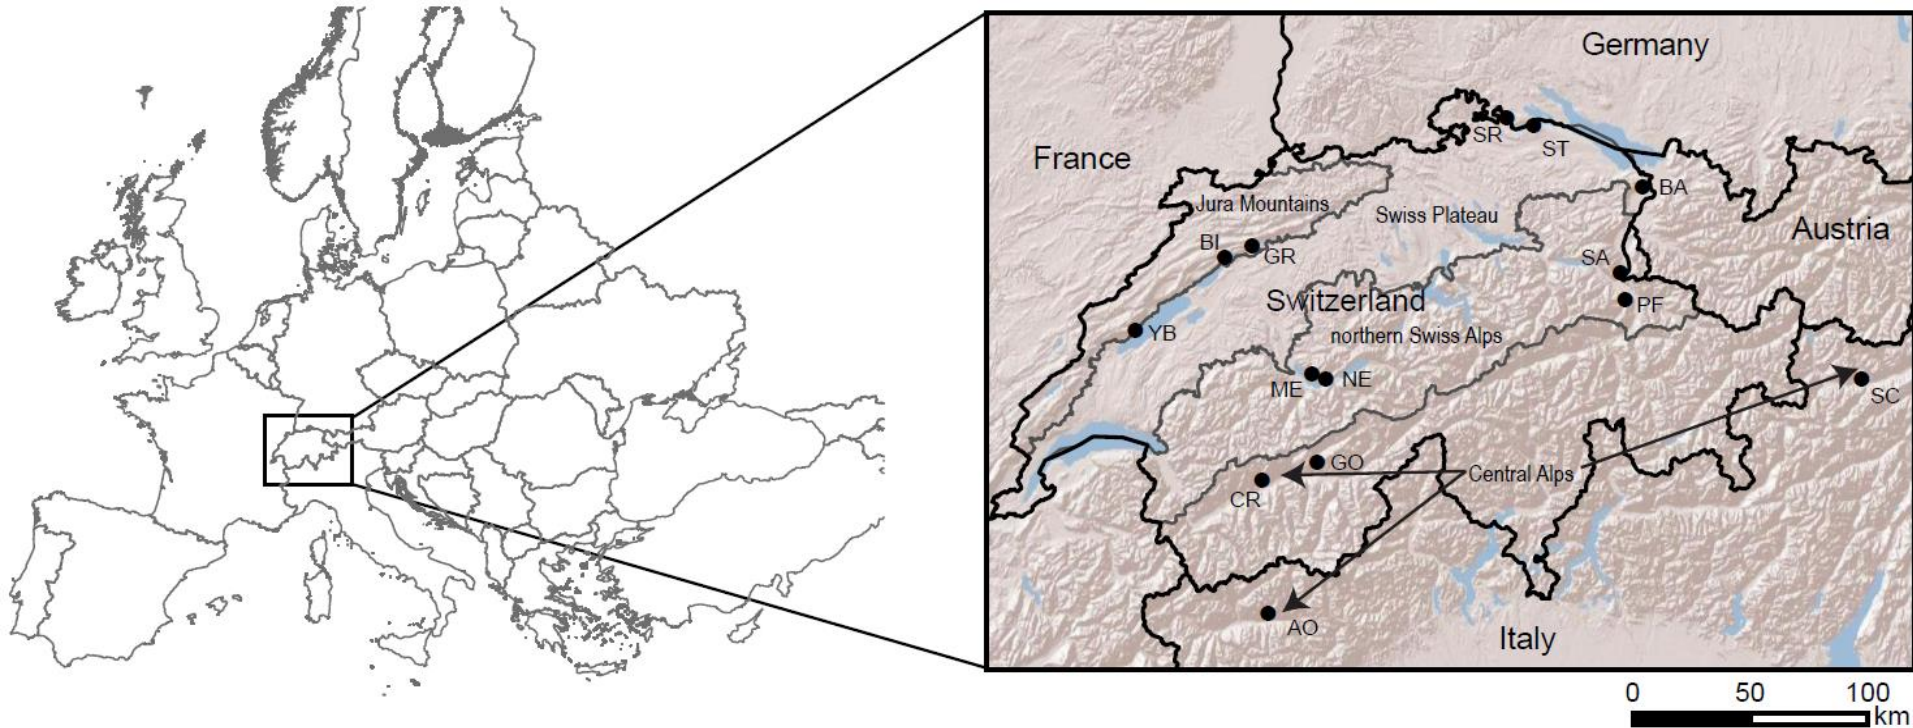 Germany
SR
ST
France
BA
Jura Mountains
Swiss Plateau
Austria
BI
GR
SA
Switzerland
PF
YB
northern Swiss Alps
ME
NE
SC
GO
Central Alps
CR
AO
Italy
0 50 100
km